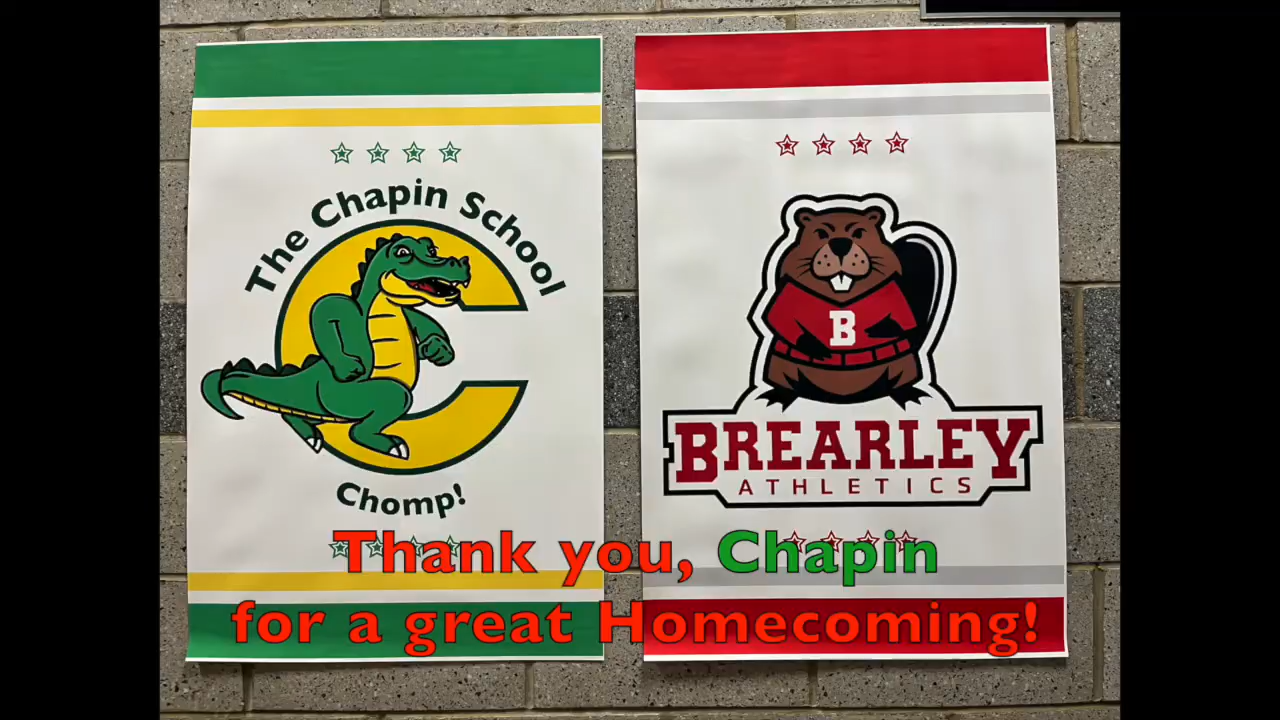 The Chapin School
Chomp!
B
BREARLEY
ATHLETICS
Thank you, Chapin
for a great Homecoming!